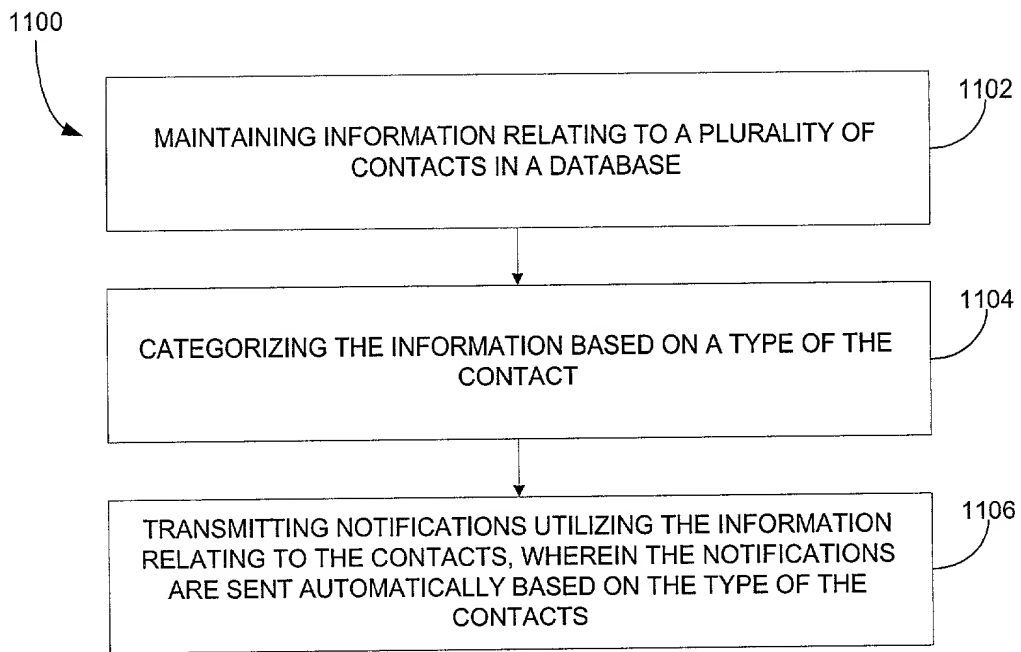 1100
1102
MAINTAINING INFORMATION RELATING TO A PLURALITY OF
CONTACTS IN A DATABASE
1104
CATEGORIZING THE INFORMATION BASED ON A TYPE OF THE
CONTACT
1106
TRANSMITTING NOTIFICATIONS UTILIZING THE INFORMATION
RELATING TO THE CONTACTS, WHEREIN THE NOTIFICATIONS
ARE SENT AUTOMATICALLY BASED ON THE TYPE OF THE
CONTACTS